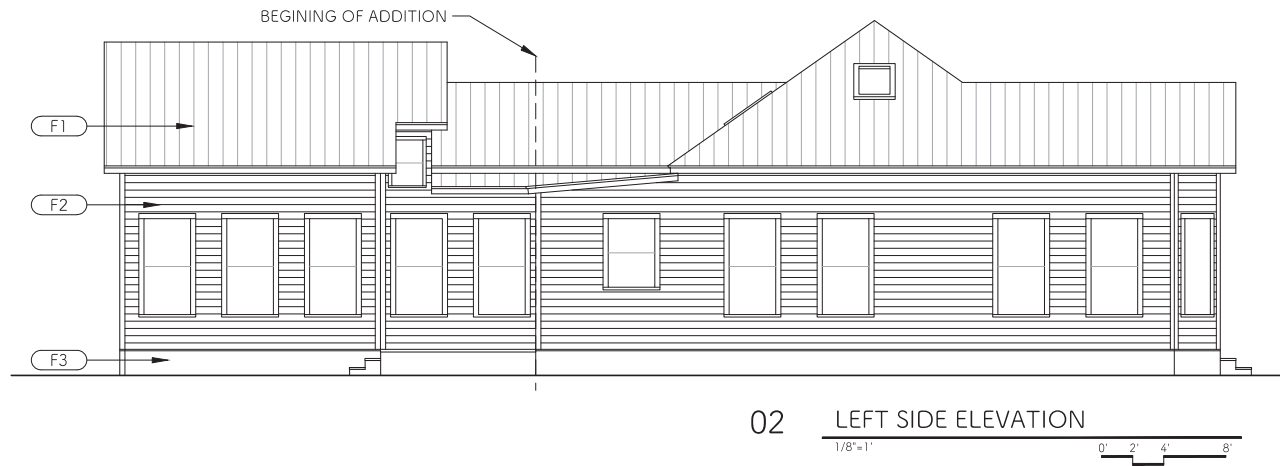 BEGINING OF ADDITION
F1
F2
F3
02 LEFT SIDE ELEVATION
1/8"=1'
0' 2' 4' 8'